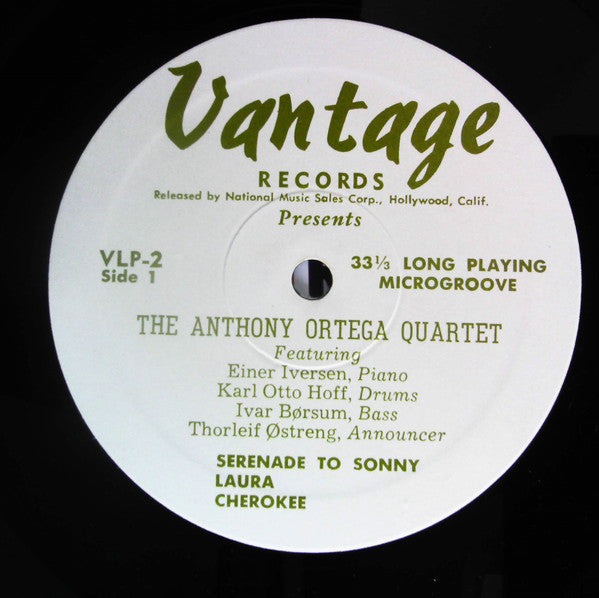 Vantage
RECORDS
Released by National Music Sales Corp., Hollywood, Calif.
Presents
VLP-2
Side 1
33⅓ LONG PLAYING
MICROGROOVE
THE ANTHONY ORTEGA QUARTET
Featuring
Einer Iversen, Piano
Karl Otto Hoff, Drums
Ivar Børsum, Bass
Thorleif Østreng, Announcer
SERENADE TO SONNY
LAURA
CHEROKEE